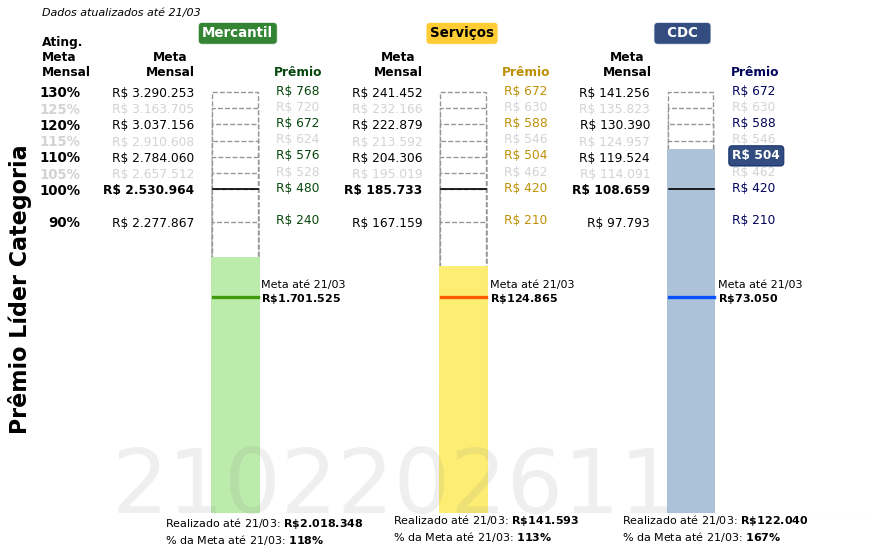 Dados atualizados até 21/03
Mercantil Serviços CDC
Ating.
Meta
Mensal
Meta
Mensal Prêmio Meta
Mensal Prêmio Meta
Mensal Prêmio
130% R$ 3.290.253 R$ 768 R$ 241.452 R$ 672 R$ 141.256 R$ 672
125% R$ 3.163.705 R$ 720 R$ 232.166 R$ 630 R$ 135.823 R$ 630
120% R$ 3.037.156 R$ 672 R$ 222.879 R$ 588 R$ 130.390 R$ 588
115% R$ 2.910.608 R$ 624 R$ 213.592 R$ 546 R$ 124.957 R$ 546
110% R$ 2.784.060 R$ 576 R$ 204.306 R$ 504 R$ 119.524 R$ 504
105% R$ 2.657.512 R$ 528 R$ 195.019 R$ 462 R$ 114.091 R$ 462
100% R$ 2.530.964 R$ 480 R$ 185.733 R$ 420 R$ 108.659 R$ 420
90% R$ 2.277.867 R$ 240 R$ 167.159 R$ 210 R$ 97.793 R$ 210
Prêmio Líder Categoria
Meta até 21/03
R$1.701.525
Meta até 21/03
R$124.865
Meta até 21/03
R$73.050
2102202611
Realizado até 21/03: R$2.018.348
% da Meta até 21/03: 118%
Realizado até 21/03: R$141.593
% da Meta até 21/03: 113%
Realizado até 21/03: R$122.040
% da Meta até 21/03: 167%